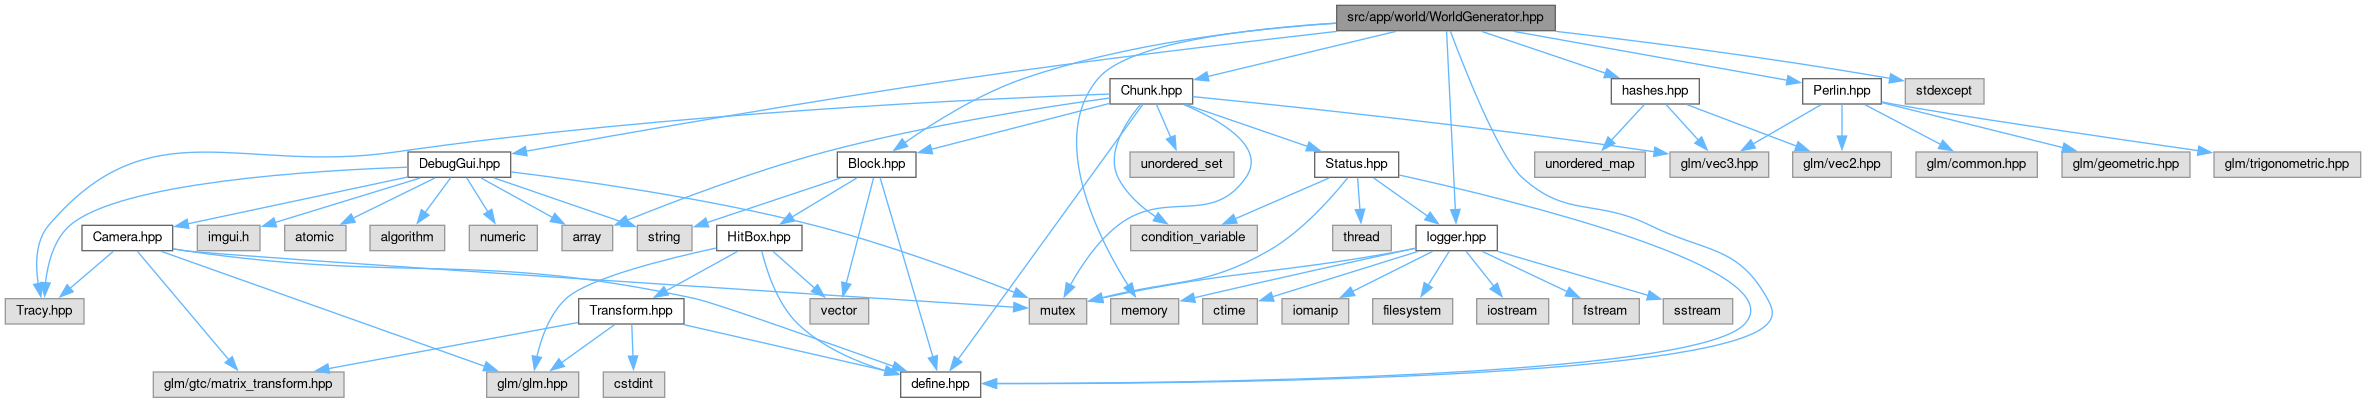 src/app/world/WorldGenerator.hpp
Chunk.hpp
hashes.hpp
Perlin.hpp
stdexcept
DebugGui.hpp
Block.hpp
unordered_set
Status.hpp
unordered_map
glm/vec3.hpp
glm/vec2.hpp
glm/common.hpp
glm/geometric.hpp
glm/trigonometric.hpp
Camera.hpp
imgui.h
atomic
algorithm
numeric
array
string
HitBox.hpp
condition_variable
thread
logger.hpp
Tracy.hpp
Transform.hpp
vector
mutex
memory
ctime
iomanip
filesystem
iostream
fstream
sstream
glm/gtc/matrix_transform.hpp
glm/glm.hpp
cstdint
define.hpp